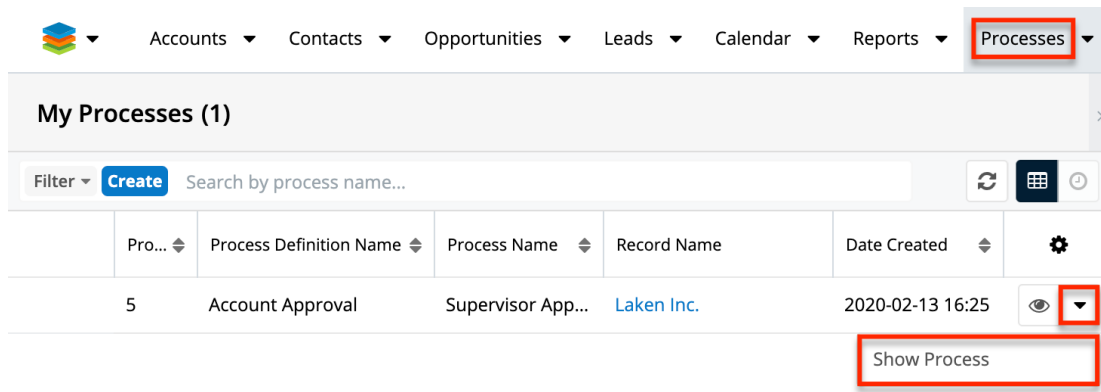 Accounts Contacts Opportunities Leads Calendar Reports Processes
My Processes (1)
Filter Create Search by process name...
Pro... Process Definition Name Process Name Record Name Date Created
5 Account Approval Supervisor App... Laken Inc. 2020-02-13 16:25
Show Process